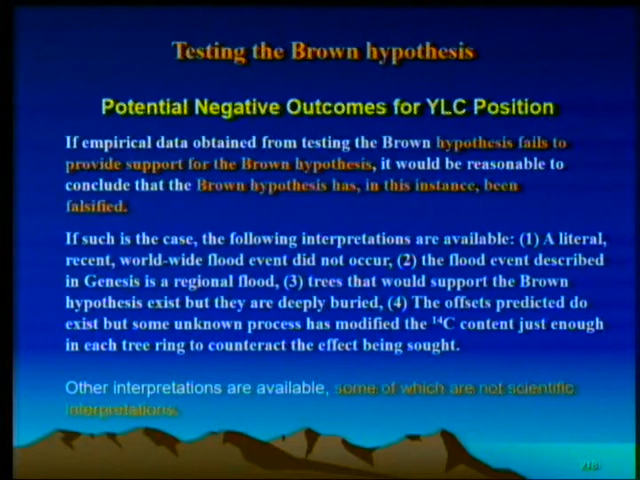 Testing the Brown hypothesis
Potential Negative Outcomes for YLC Position
If empirical data obtained from testing the Brown hypothesis fails to
provide support for the Brown hypothesis, it would be reasonable to
conclude that the Brown hypothesis has, in this instance, been
falsified.
If such is the case, the following interpretations are available: (1) A literal,
recent, world-wide flood event did not occur, (2) the flood event described
in Genesis is a regional flood, (3) trees that would support the Brown
hypothesis exist but they are deeply buried, (4) The offsets predicted do
exist but some unknown process has modified the ¹⁴C content just enough
in each tree ring to counteract the effect being sought.
Other interpretations are available, some of which are not scientific
interpretations.